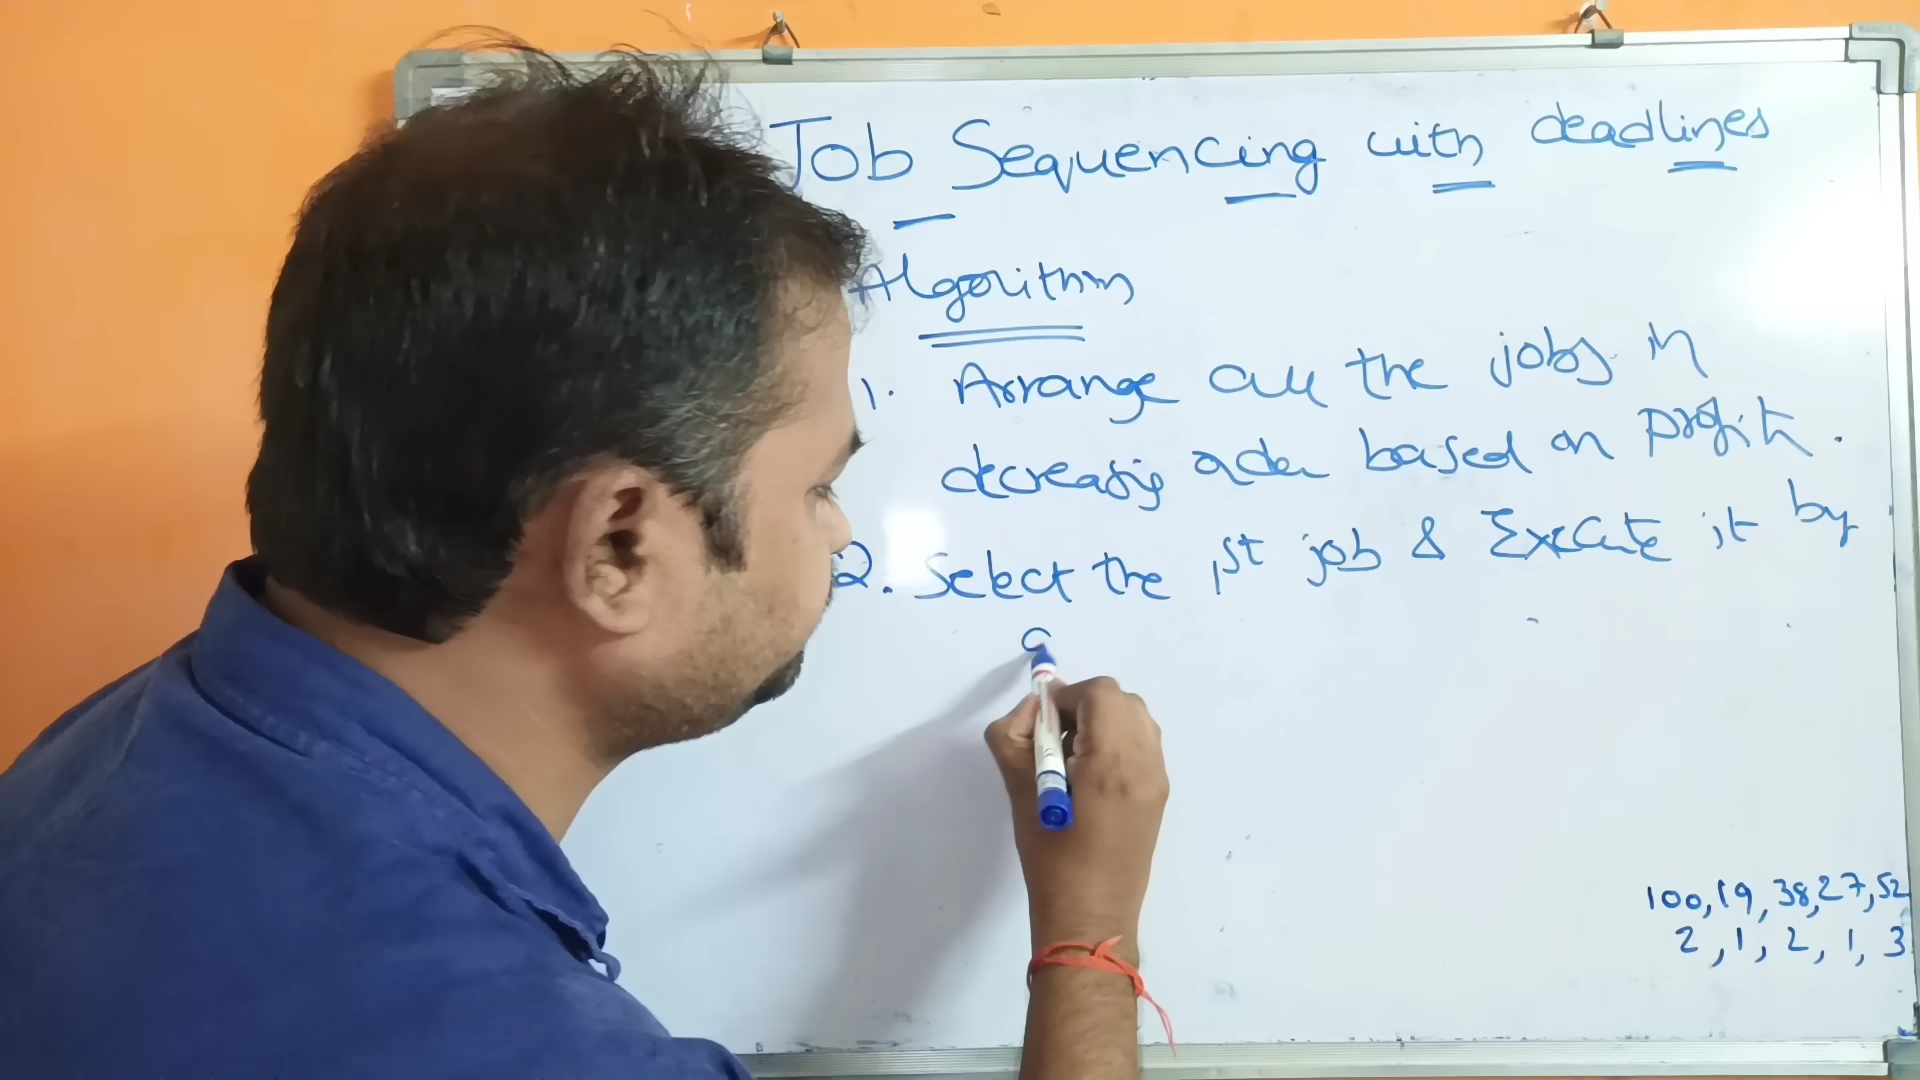 Job Sequencing with deadlines
Algorithm
1. Arrange all the jobs in
decreasing order based on profit.
2. Select the 1st job & Execute it by
100, 19, 38, 27, 52
2, 1, 2, 1, 3